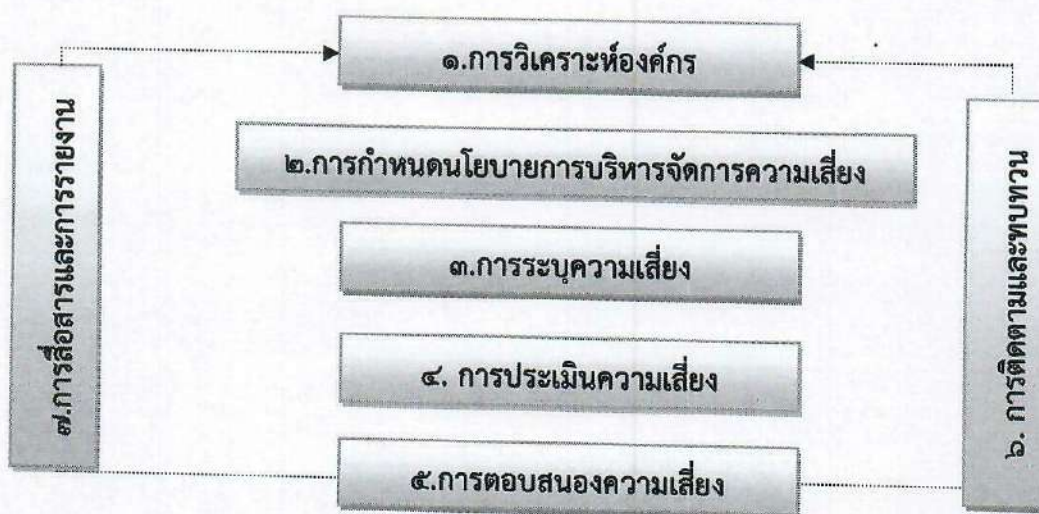 ๑.การวิเคราะห์องค์กร
๒.การกำหนดนโยบายการบริหารจัดการความเสี่ยง
๓.การระบุความเสี่ยง
๔. การประเมินความเสี่ยง
๕.การตอบสนองความเสี่ยง
๖. การติดตามและทบทวน
๗.การสื่อสารและการรายงาน